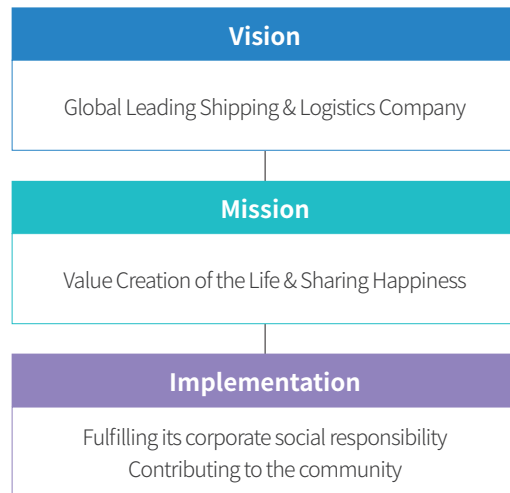 Vision
Global Leading Shipping & Logistics Company
Mission
Value Creation of the Life & Sharing Happiness
Implementation
Fulfilling its corporate social responsibility
Contributing to the community